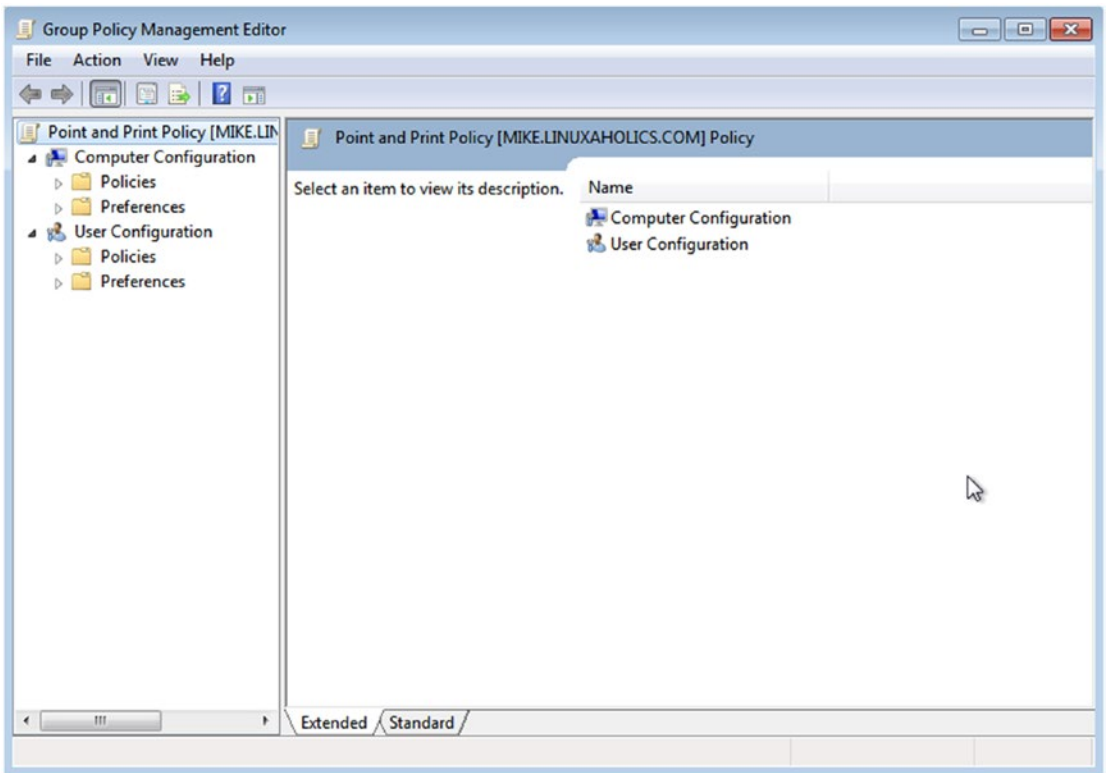 Group Policy Management Editor
File Action View Help
Point and Print Policy [MIKE.LIN
Computer Configuration
Policies
Preferences
User Configuration
Policies
Preferences
Point and Print Policy [MIKE.LINUXAHOLICS.COM] Policy
Select an item to view its description.
Name
Computer Configuration
User Configuration
Extended Standard